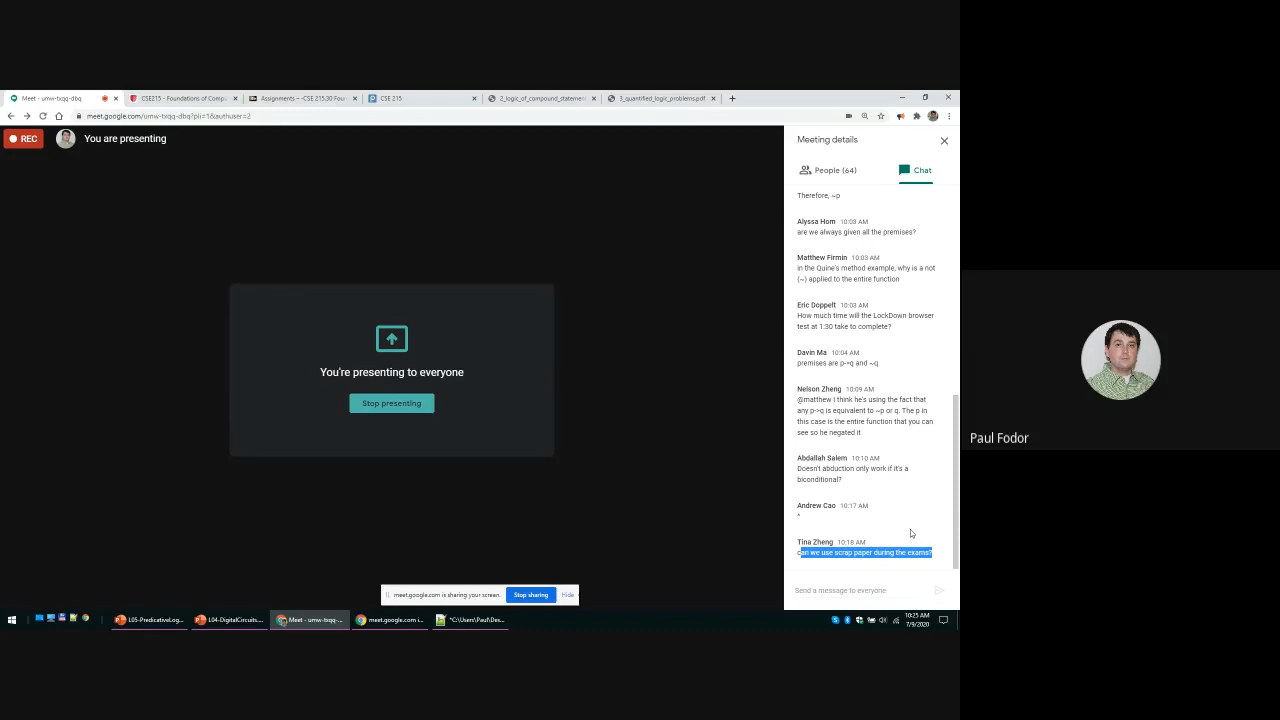 Meet - umw-txqq-dbq
CSE215 - Foundations of Compu
Assignments – -CSE 215.30 Foun
CSE 215
2_logic_of_compound_statement
3_quantified_logic_problems.pdf
meet.google.com/umw-txqq-dbq?pli=1&authuser=2
REC
You are presenting
Meeting details
People (64)
Chat
Therefore, ~p
Alyssa Hom 10:03 AM
are we always given all the premises?
Matthew Firmin 10:03 AM
in the Quine's method example, why is a not
(~) applied to the entire function
Eric Doppelt 10:03 AM
How much time will the LockDown browser
test at 1:30 take to complete?
Davin Ma 10:04 AM
premises are p->q and ~q
Nelson Zheng 10:09 AM
@matthew I think he's using the fact that
any p->q is equivalent to ~p or q. The p in
this case is the entire function that you can
see so he negated it
Abdallah Salem 10:10 AM
Doesn't abduction only work if it's a
biconditional?
Andrew Cao 10:17 AM
^
Tina Zheng 10:18 AM
can we use scrap paper during the exams?
Send a message to everyone
You're presenting to everyone
Stop presenting
Paul Fodor
meet.google.com is sharing your screen.
Stop sharing
Hide
L05-PredicativeLog...
L04-DigitalCircuits....
Meet - umw-txqq-...
meet.google.com i...
*C:\Users\Paul\Des...
10:25 AM
7/9/2020